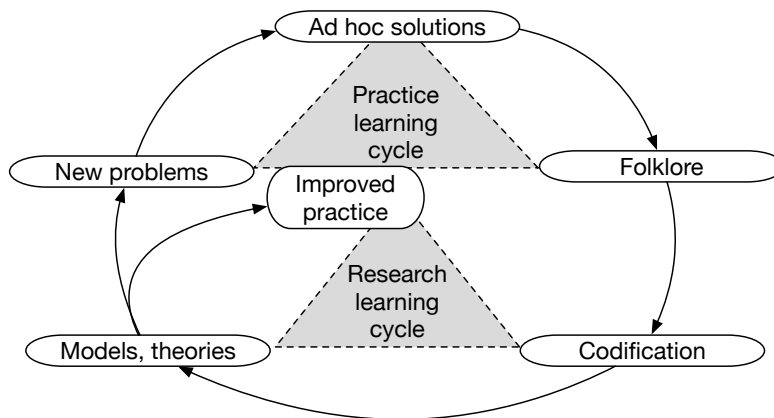 Ad hoc solutions
Practice
learning
cycle
New problems
Folklore
Improved
practice
Research
learning
cycle
Models, theories
Codification